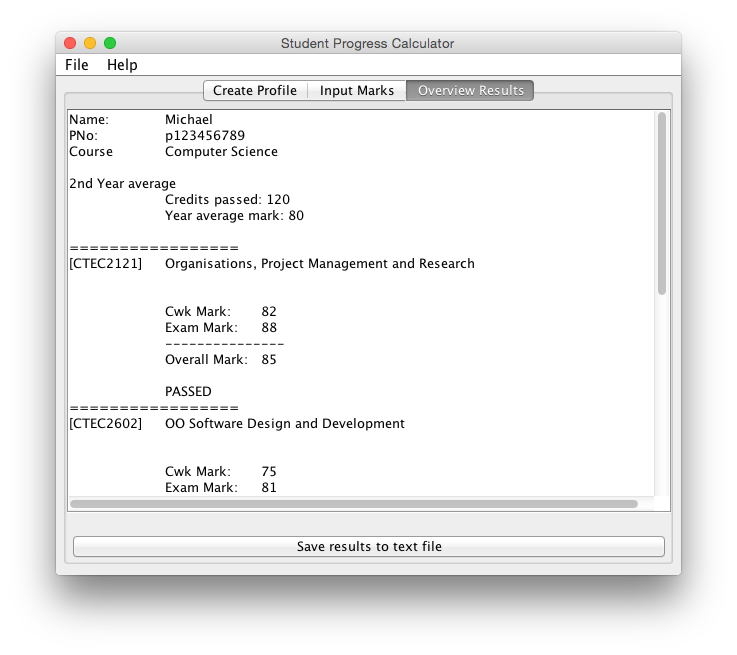 Student Progress Calculator
File Help
Create Profile Input Marks Overview Results
Name: Michael
PNo: p123456789
Course Computer Science
2nd Year average
Credits passed: 120
Year average mark: 80
=================
[CTEC2121] Organisations, Project Management and Research
Cwk Mark: 82
Exam Mark: 88
---------------
Overall Mark: 85
PASSED
=================
[CTEC2602] OO Software Design and Development
Cwk Mark: 75
Exam Mark: 81
Save results to text file